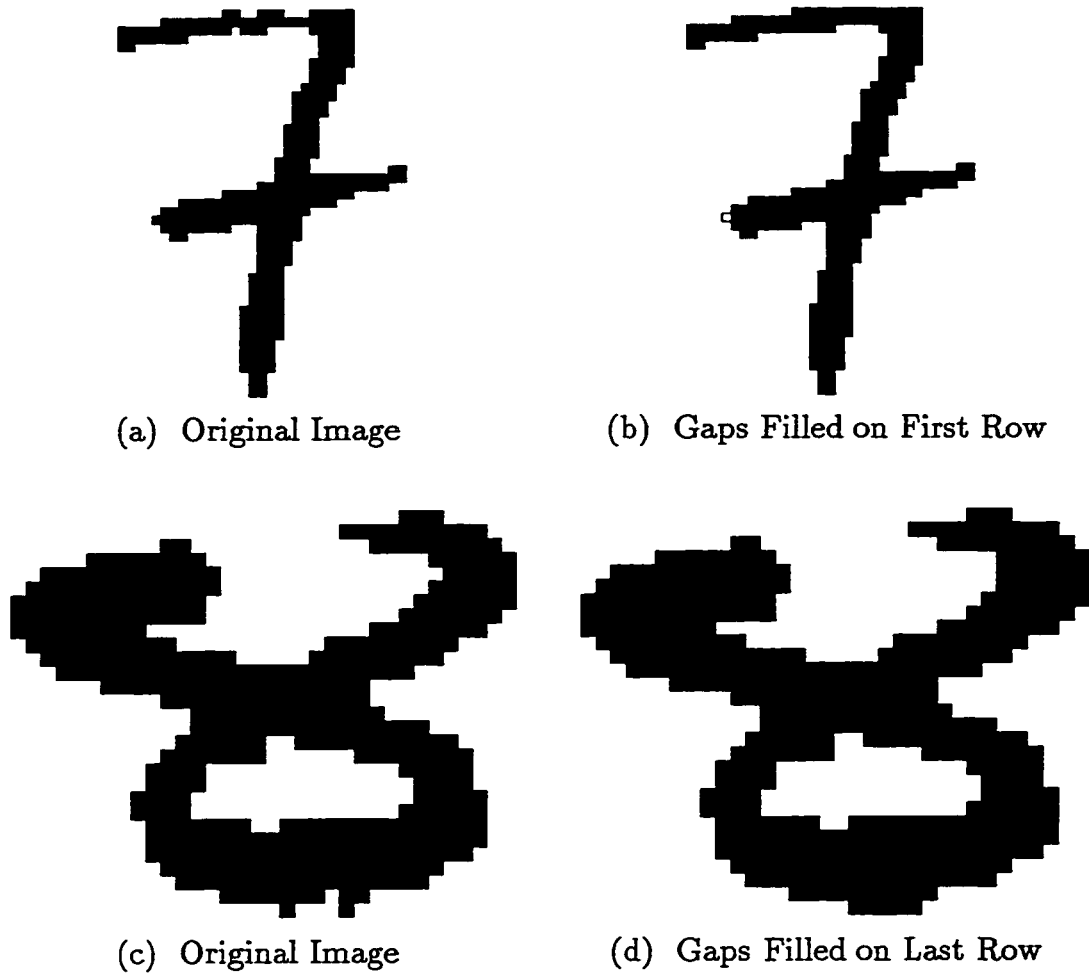 (a) Original Image
(b) Gaps Filled on First Row
(c) Original Image
(d) Gaps Filled on Last Row